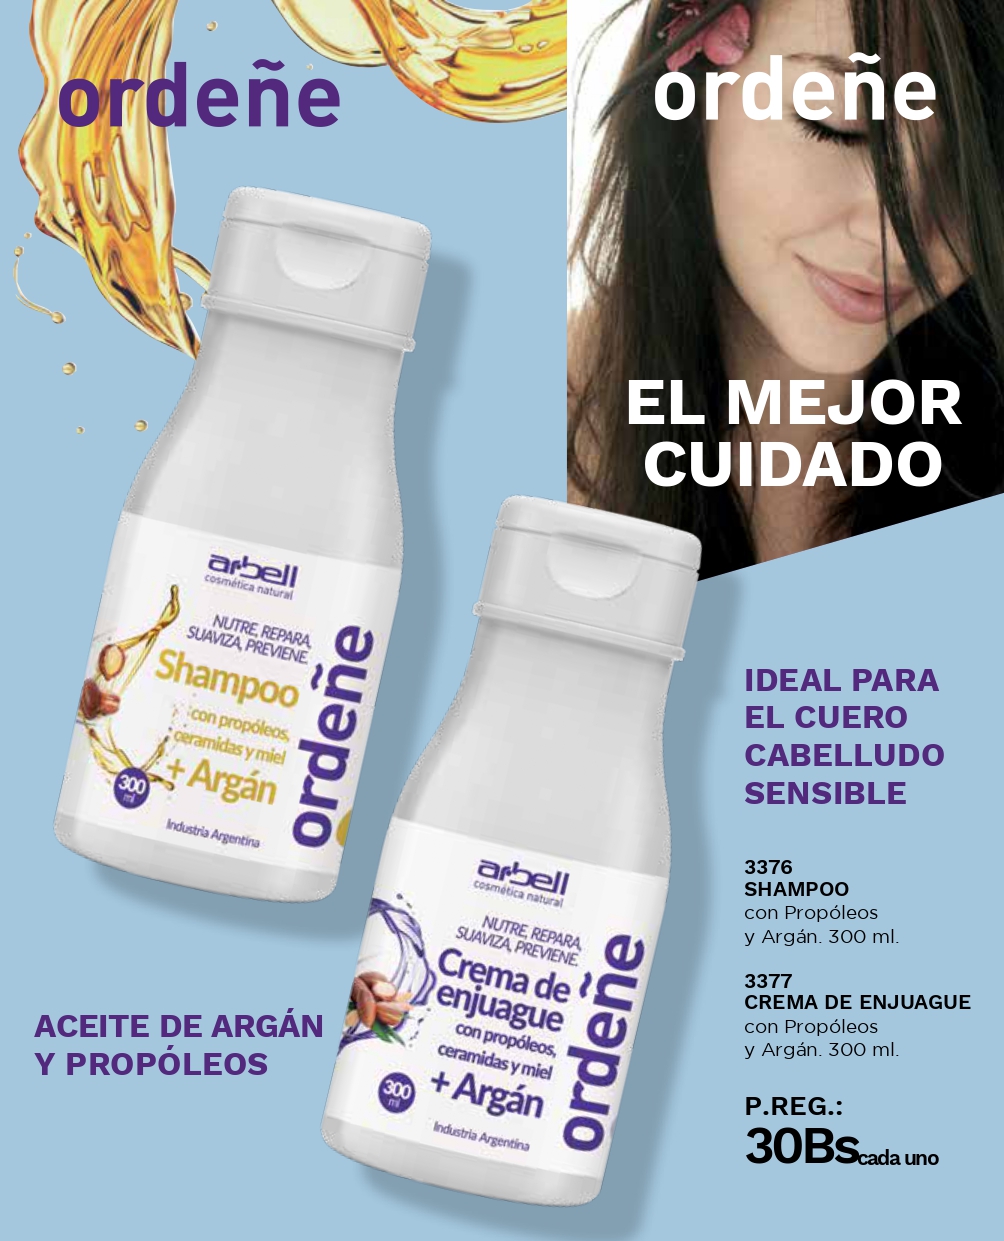 ordeñe
ordeñe
EL MEJOR
CUIDADO
arbell
cosmética natural
NUTRE, REPARA,
SUAVIZA, PREVIENE.
Shampoo
con propóleos,
ceramidas y miel
+ Argán
300
ml
Industria Argentina
ordeñe
arbell
cosmética natural
NUTRE, REPARA,
SUAVIZA, PREVIENE.
Crema de
enjuague
con propóleos,
ceramidas y miel
+ Argán
300
ml
Industria Argentina
ordeñe
ACEITE DE ARGÁN
Y PROPÓLEOS
IDEAL PARA
EL CUERO
CABELLUDO
SENSIBLE
3376
SHAMPOO
con Propóleos
y Argán. 300 ml.
3377
CREMA DE ENJUAGUE
con Propóleos
y Argán. 300 ml.
P.REG.:
30Bs cada uno